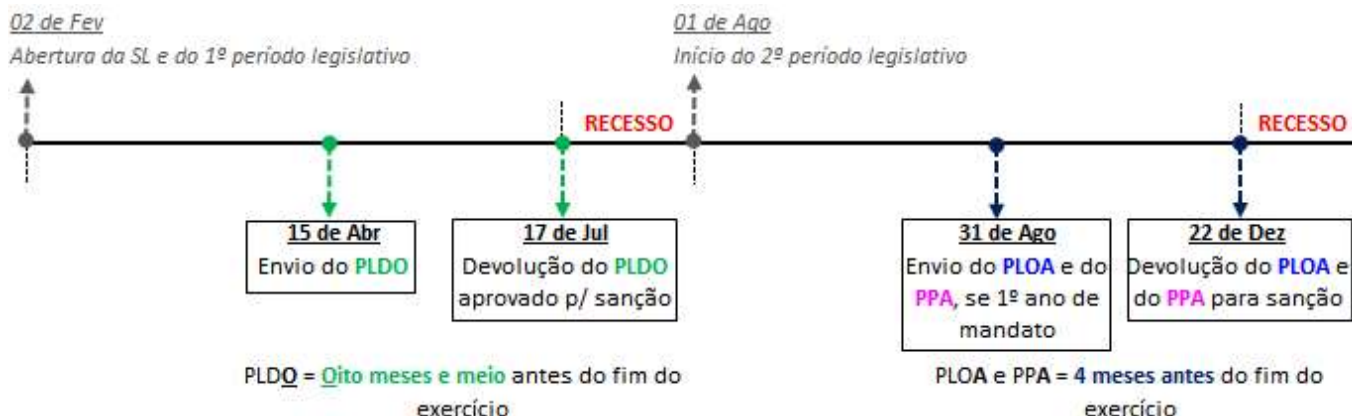 02 de Fev
Abertura da SL e do 1º período legislativo
01 de Ago
Início do 2º período legislativo
RECESSO
RECESSO
15 de Abr
Envio do PLDO
17 de Jul
Devolução do PLDO
aprovado p/ sanção
31 de Ago
Envio do PLOA e do
PPA, se 1º ano de
mandato
22 de Dez
Devolução do PLOA e
do PPA para sanção
PLDO = Oito meses e meio antes do fim do
exercício
PLOA e PPA = 4 meses antes do fim do
exercício